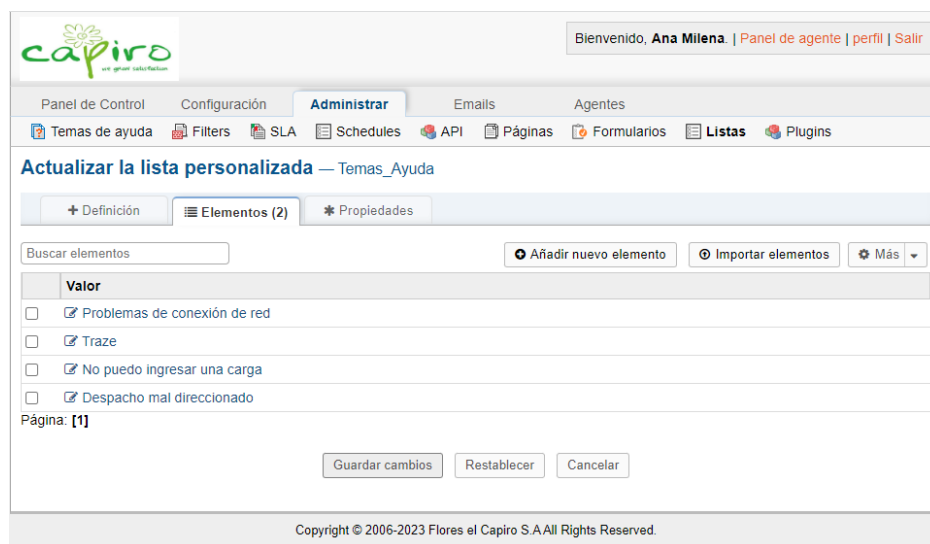 capiro
we grow satisfaction
Bienvenido, Ana Milena. | Panel de agente | perfil | Salir
Panel de Control Configuración Administrar Emails Agentes
Temas de ayuda Filters SLA Schedules API Páginas Formularios Listas Plugins
Actualizar la lista personalizada — Temas_Ayuda
Definición Elementos (2) Propiedades
Buscar elementos Añadir nuevo elemento Importar elementos Más
Valor
Problemas de conexión de red
Traze
No puedo ingresar una carga
Despacho mal direccionado
Página: [1]
Guardar cambios Restablecer Cancelar
Copyright © 2006-2023 Flores el Capiro S.A All Rights Reserved.